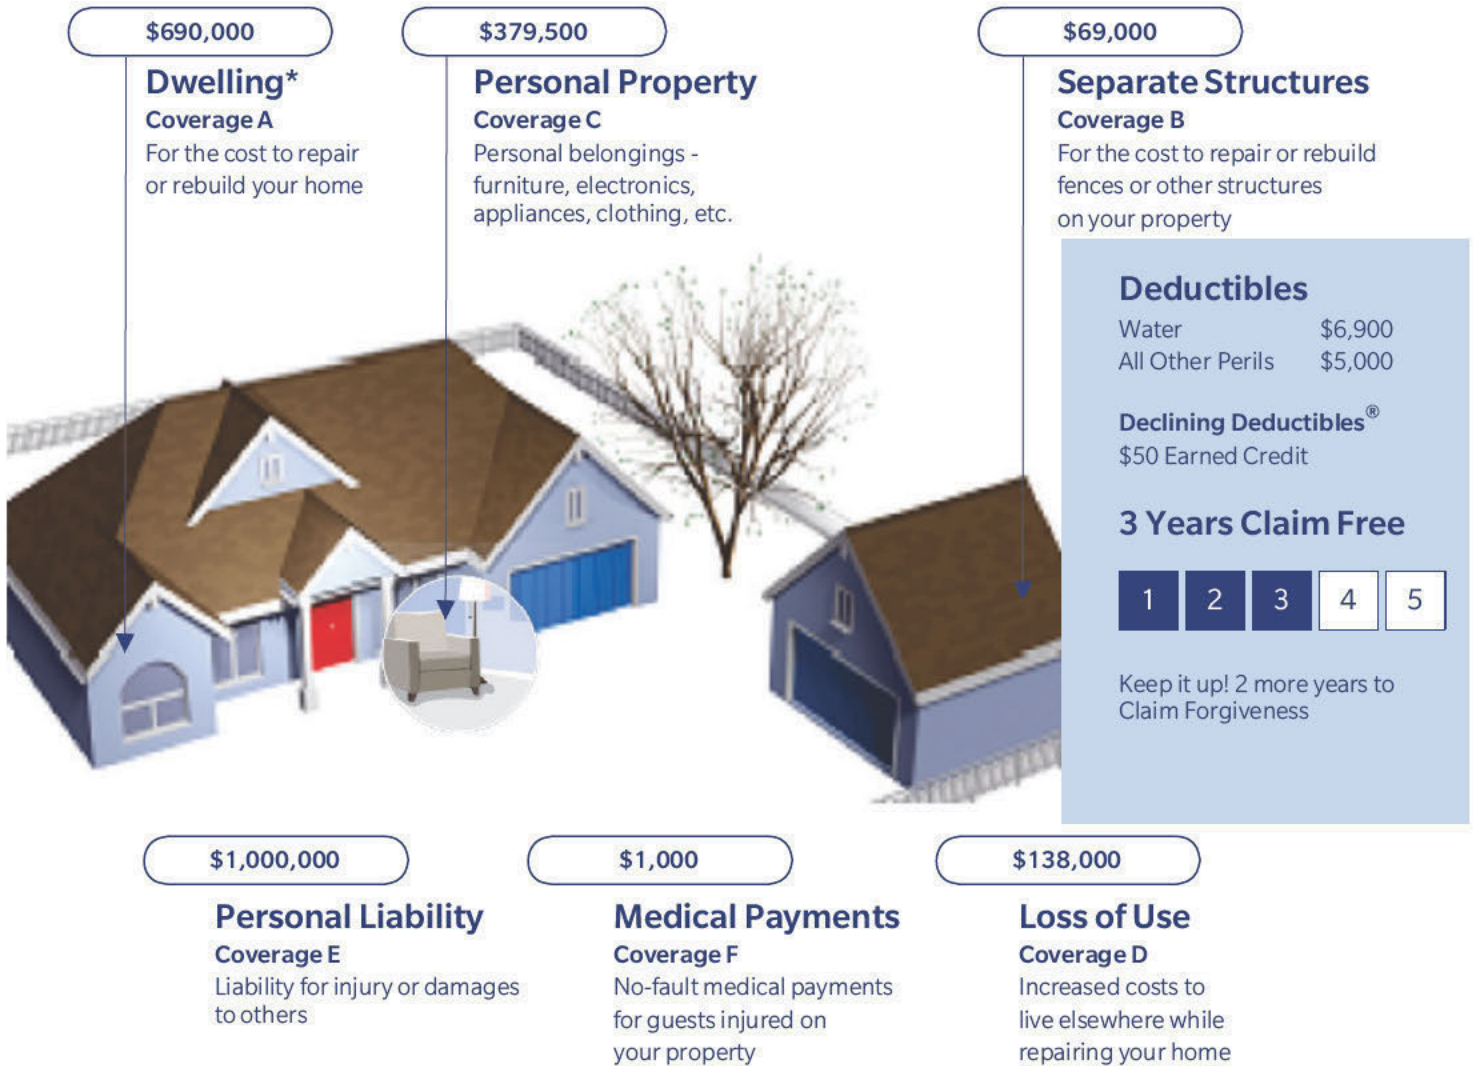 $690,000
Dwelling*
Coverage A
For the cost to repair
or rebuild your home
$379,500
Personal Property
Coverage C
Personal belongings -
furniture, electronics,
appliances, clothing, etc.
$69,000
Separate Structures
Coverage B
For the cost to repair or rebuild
fences or other structures
on your property
Deductibles
Water $6,900
All Other Perils $5,000
Declining Deductibles®
$50 Earned Credit
3 Years Claim Free
1 2 3 4 5
Keep it up! 2 more years to
Claim Forgiveness
$1,000,000
Personal Liability
Coverage E
Liability for injury or damages
to others
$1,000
Medical Payments
Coverage F
No-fault medical payments
for guests injured on
your property
$138,000
Loss of Use
Coverage D
Increased costs to
live elsewhere while
repairing your home